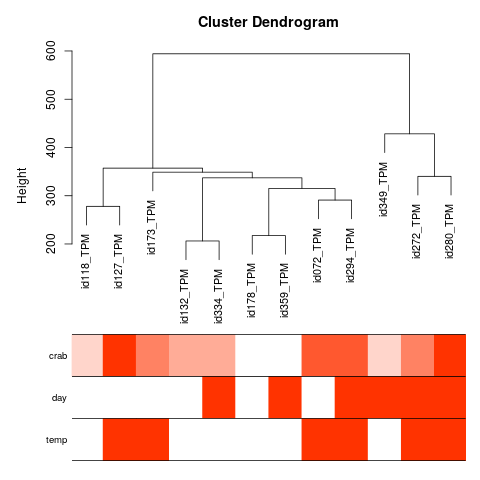 Cluster Dendrogram
Height
600
500
400
300
200
id118_TPM
id127_TPM
id173_TPM
id132_TPM
id334_TPM
id178_TPM
id359_TPM
id072_TPM
id294_TPM
id349_TPM
id272_TPM
id280_TPM
crab
day
temp